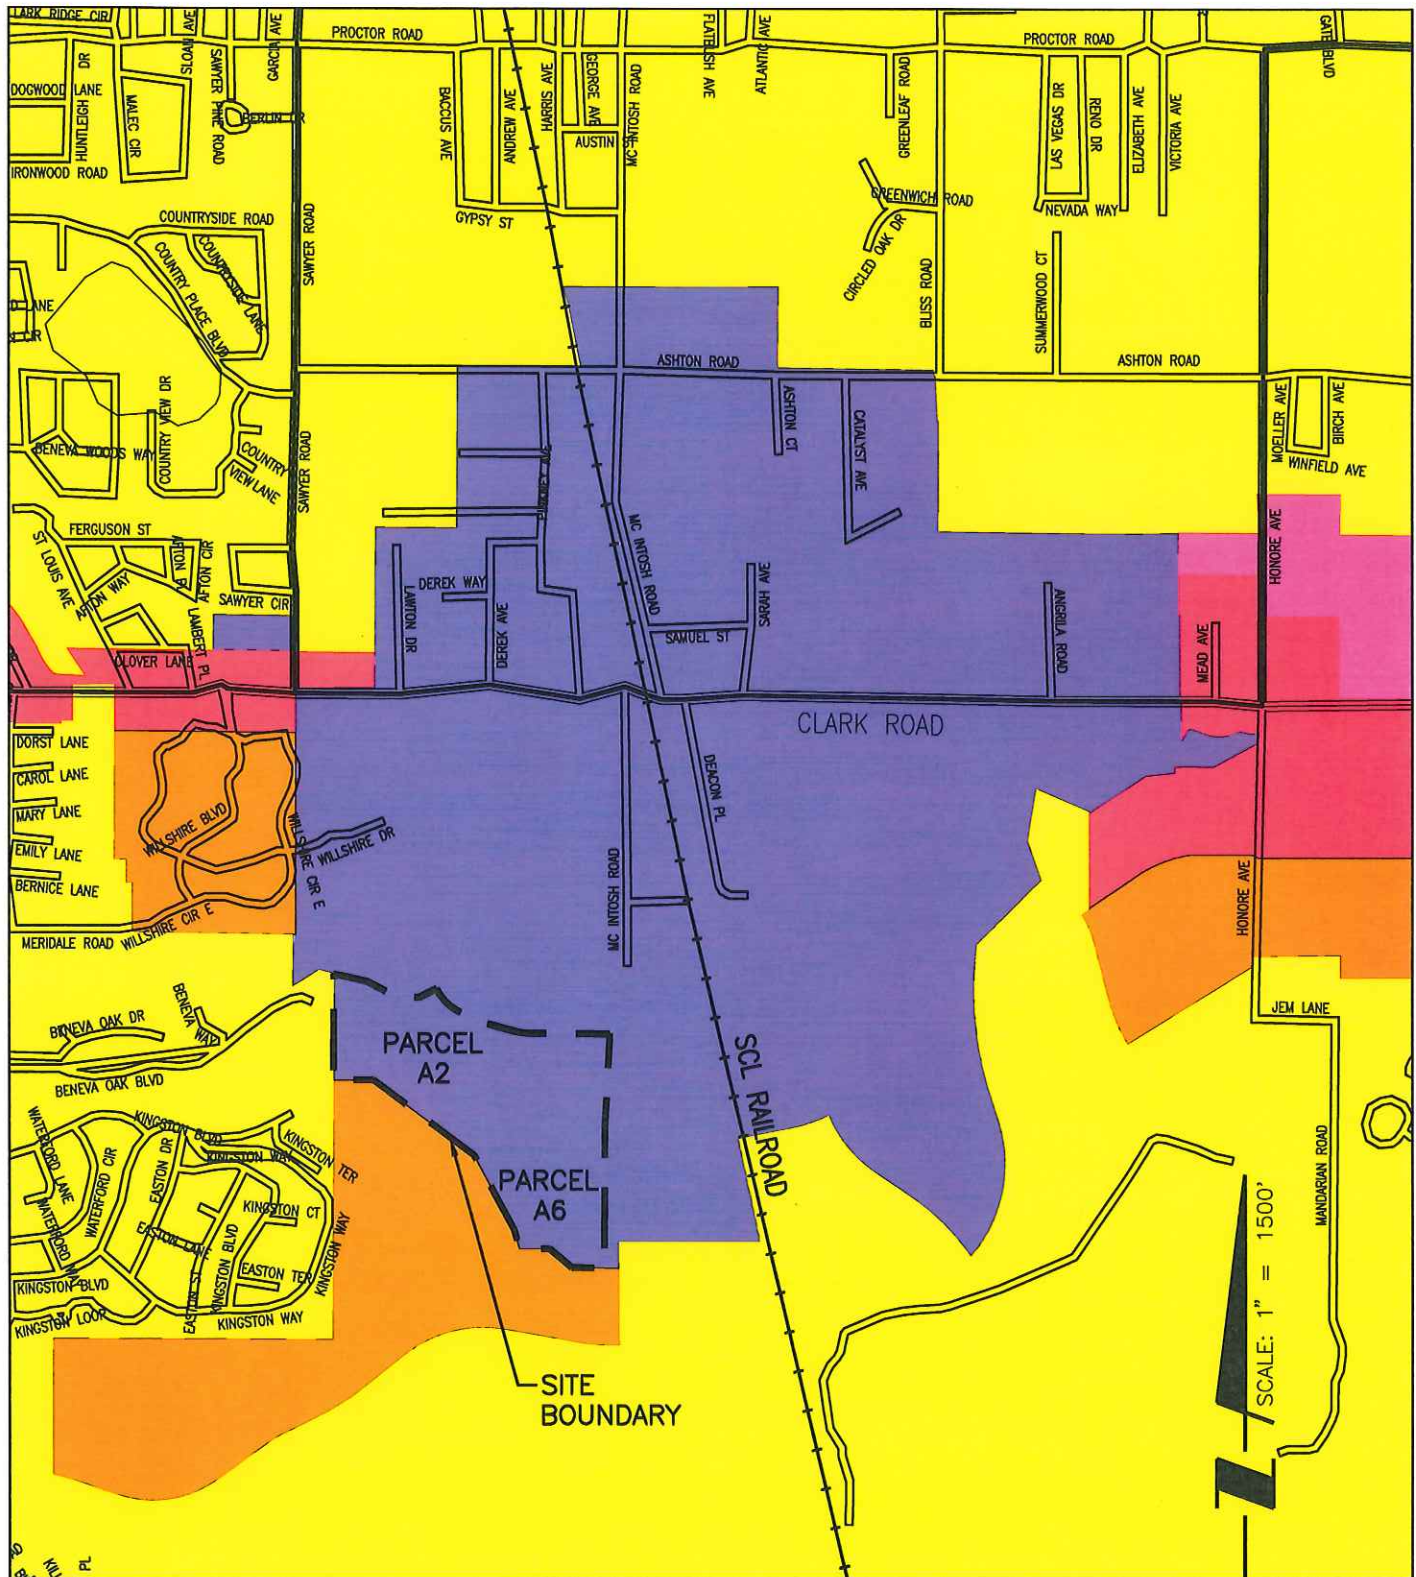 LARK RIDGE CIR
SLOAN AVE
GARCIA AVE
PROCTOR ROAD
FLATBUSH AVE
ATLANTIC AVE
PROCTOR ROAD
DOGWOOD LANE
HUNTLEIGH DR
MALEC CIR
SAWYER PINE ROAD
BERLIN DR
BACCUS AVE
ANDREW AVE
HARRIS AVE
GEORGE AVE
AUSTIN ST
MC INTOSH ROAD
GREENLEAF ROAD
LAS VEGAS DR
RENO DR
ELIZABETH AVE
VICTORIA AVE
IRONWOOD ROAD
COUNTRYSIDE ROAD
SAWYER ROAD
GYPSY ST
GREENWICH ROAD
CIRCLED OAK DR
BLISS ROAD
NEVADA WAY
SUMMERWOOD CT
COUNTRYSIDE LANE
COUNTRY PLACE BLVD
D LANE
CIR
ASHTON ROAD
ASHTON ROAD
COUNTRY VIEW DR
BENEVA WOODS WAY
COUNTRY
VIEW LANE
SAWYER ROAD
PINKNEY AVE
ASHTON CT
CATALYST AVE
MOELLER AVE
BIRCH AVE
WINFIELD AVE
FERGUSON ST
ST LOUIS AVE
AFTON WAY
AFTON PL
AFTON CIR
SAWYER CIR
LAMBERT PL
CLOVER LANE
LAWTON DR
DEREK WAY
DEREK AVE
MC INTOSH ROAD
SAMUEL ST
SARAH AVE
ANGRILA ROAD
MEAD AVE
HONORE AVE
CLARK ROAD
DORST LANE
CAROL LANE
MARY LANE
EMILY LANE
BERNICE LANE
WILLSHIRE BLVD
WILLSHIRE DR
WILLSHIRE CIR E
MERIDALE ROAD
WILLSHIRE CIR E
MC INTOSH ROAD
DEACON PL
HONORE AVE
BENEVA OAK DR
BENEVA WAY
BENEVA OAK BLVD
PARCEL
A2
SCL RAILROAD
JEM LANE
MANDARIAN ROAD
WATERFORD LANE
WATERFORD CIR
KINGSTON BLVD
KINGSTON WAY
KINGSTON TER
EASTON DR
KINGSTON CT
EASTON LANE
KINGSTON BLVD
EASTON TER
KINGSTON WAY
EASTON ST
KINGSTON BLVD
KINGSTON LOOP
KINGSTON WAY
PARCEL
A6
SITE
BOUNDARY
SCALE: 1" = 1500'
PL